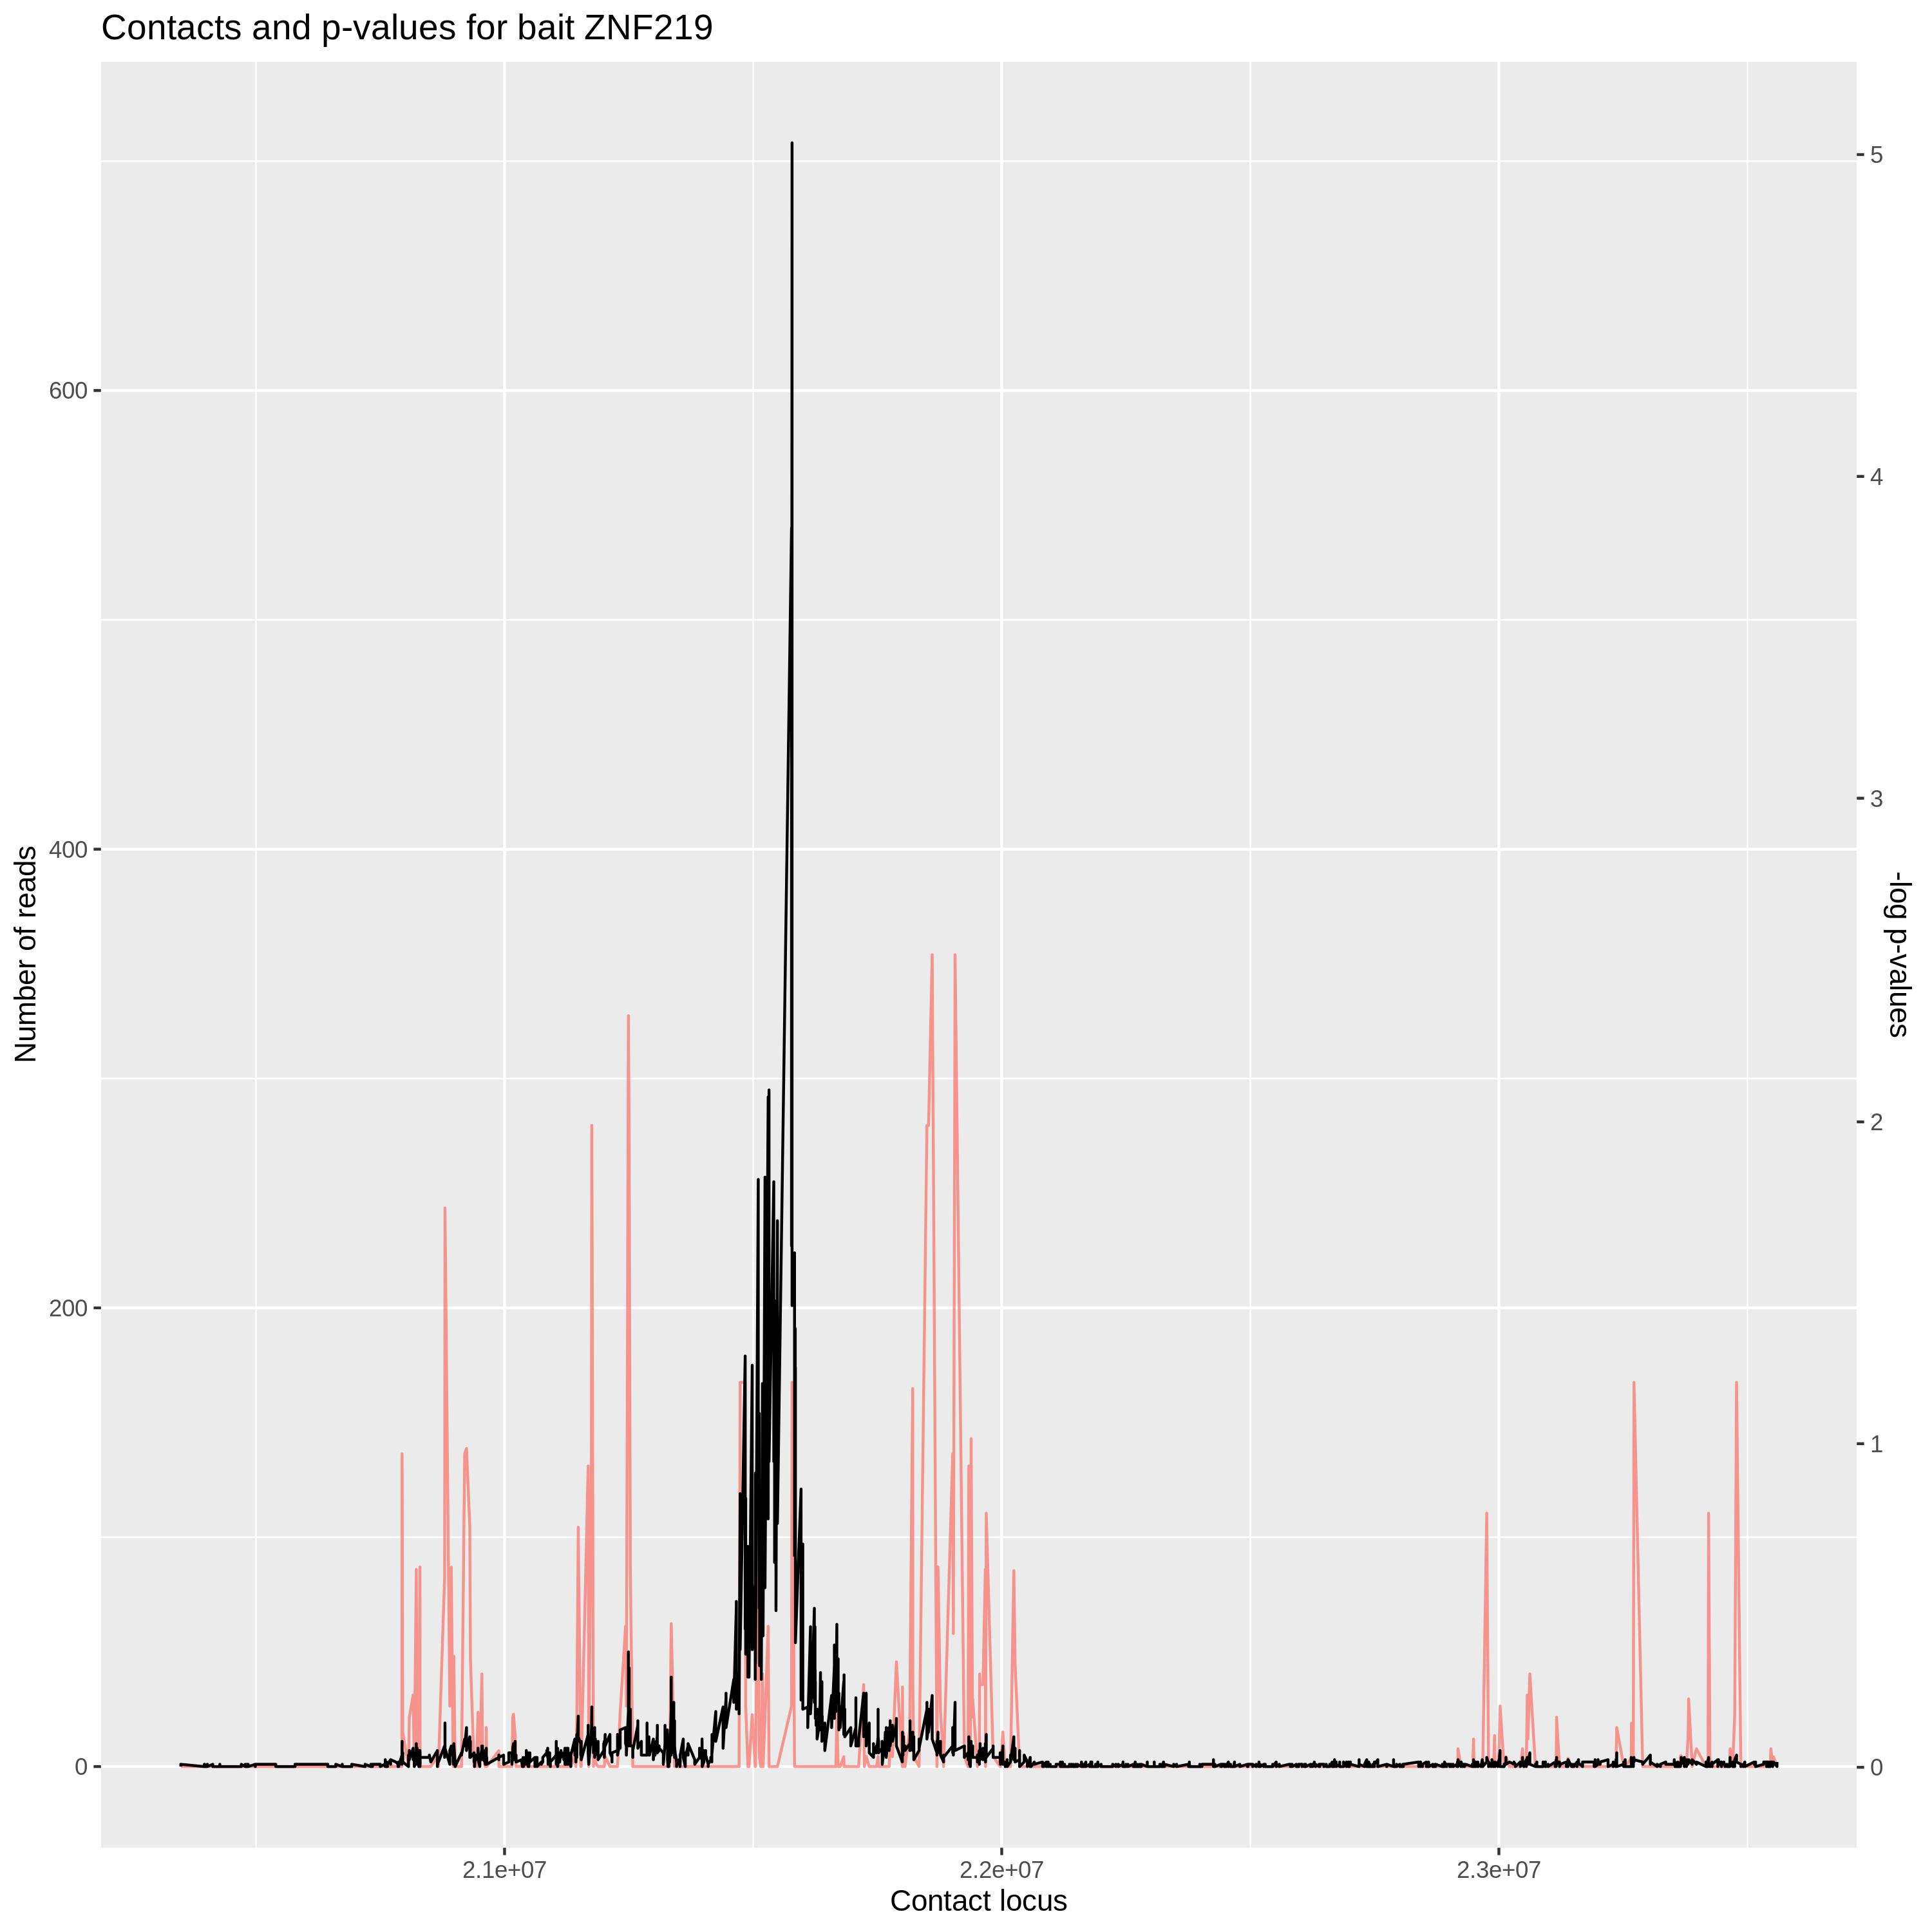 Contacts and p-values for bait ZNF219
Number of reads
600
400
200
0
5
4
3
2
1
0
-log p-values
2.1e+07 2.2e+07 2.3e+07
Contact locus